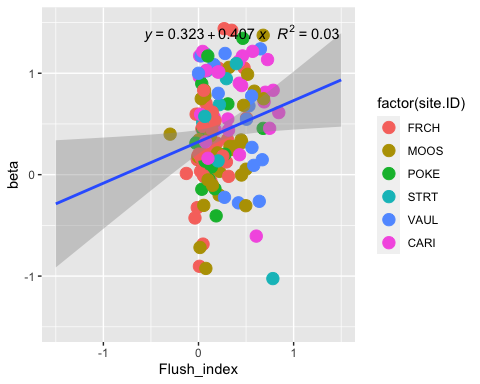 y = 0.323 + 0.407 x  R² = 0.03
beta
1
0
-1
-1
0
1
Flush_index
factor(site.ID)
FRCH
MOOS
POKE
STRT
VAUL
CARI